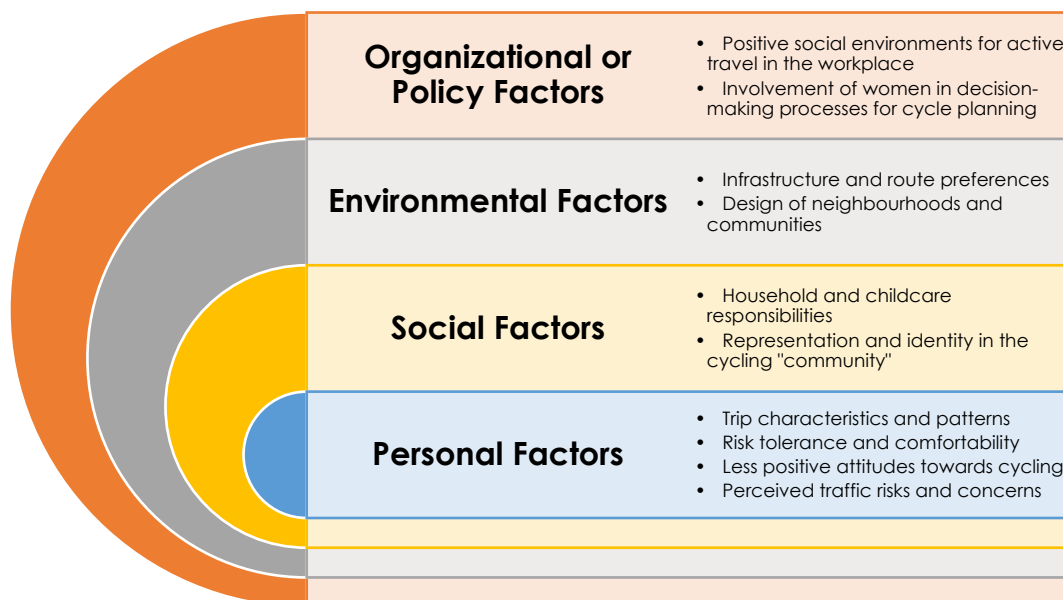 Organizational or
Policy Factors
• Positive social environments for active
travel in the workplace
• Involvement of women in decision-
making processes for cycle planning
Environmental Factors
• Infrastructure and route preferences
• Design of neighbourhoods and
communities
Social Factors
• Household and childcare
responsibilities
• Representation and identity in the
cycling "community"
Personal Factors
• Trip characteristics and patterns
• Risk tolerance and comfortability
• Less positive attitudes towards cycling
• Perceived traffic risks and concerns